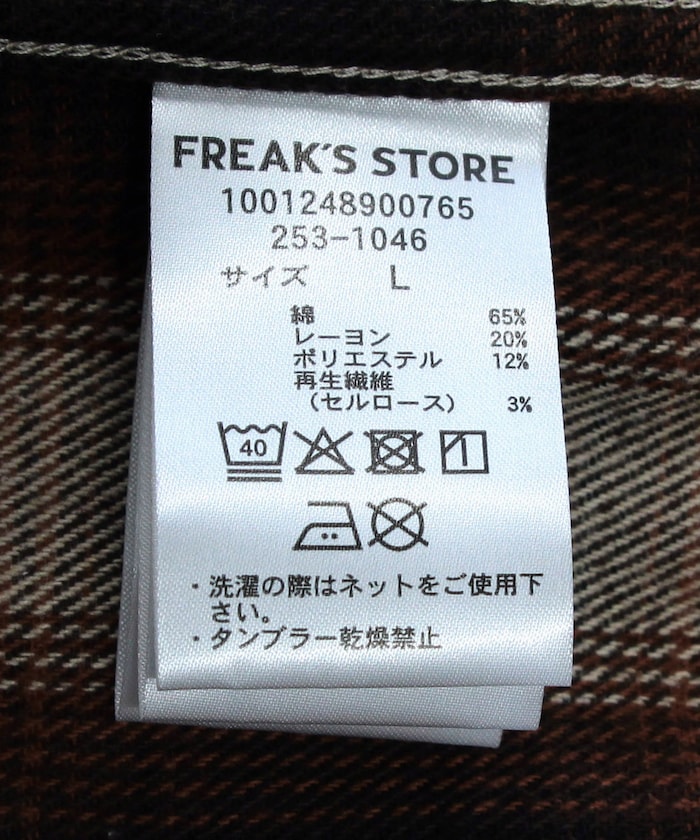 FREAK'S STORE
1001248900765
253-1046
サイズ L
綿 65%
レーヨン 20%
ポリエステル 12%
再生繊維
(セルロース) 3%
40
・洗濯の際はネットをご使用下
さい。
・タンブラー乾燥禁止